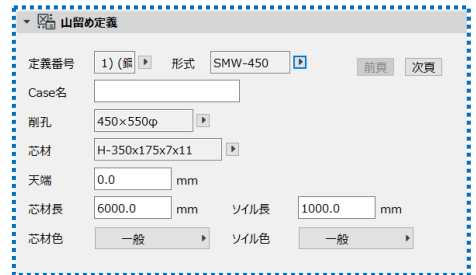 山留め定義
定義番号 1) (鋼 形式 SMW-450 前頁 次頁
Case名
削孔 450×550φ
芯材 H-350x175x7x11
天端 0.0 mm
芯材長 6000.0 mm ソイル長 1000.0 mm
芯材色 一般 ソイル色 一般